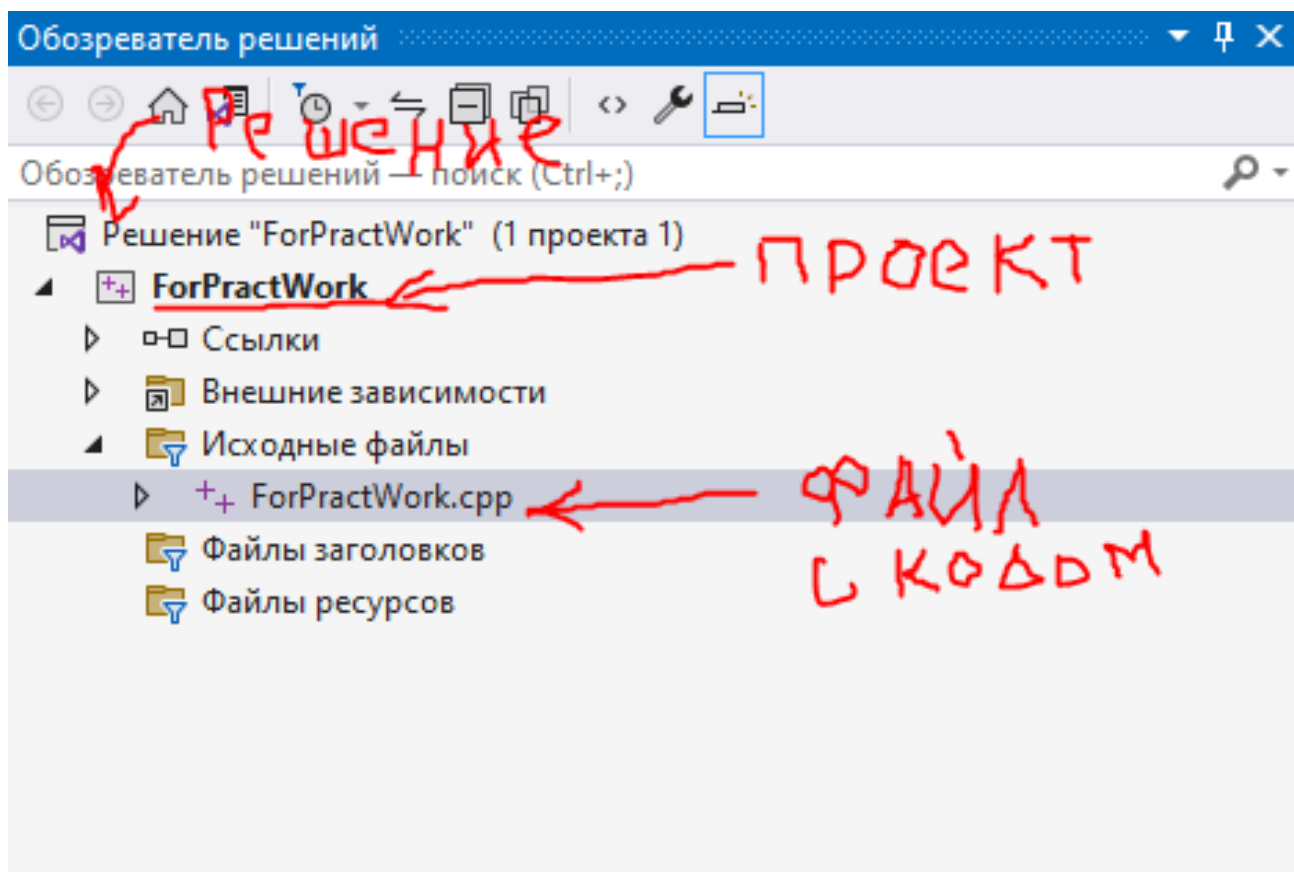 Обозреватель решений
Решение
Обозреватель решений — поиск (Ctrl+;)
Решение "ForPractWork" (1 проекта 1)
ПРОЕКТ
ForPractWork
Ссылки
Внешние зависимости
Исходные файлы
ForPractWork.cpp
ФАЙЛ
С КОДОМ
Файлы заголовков
Файлы ресурсов